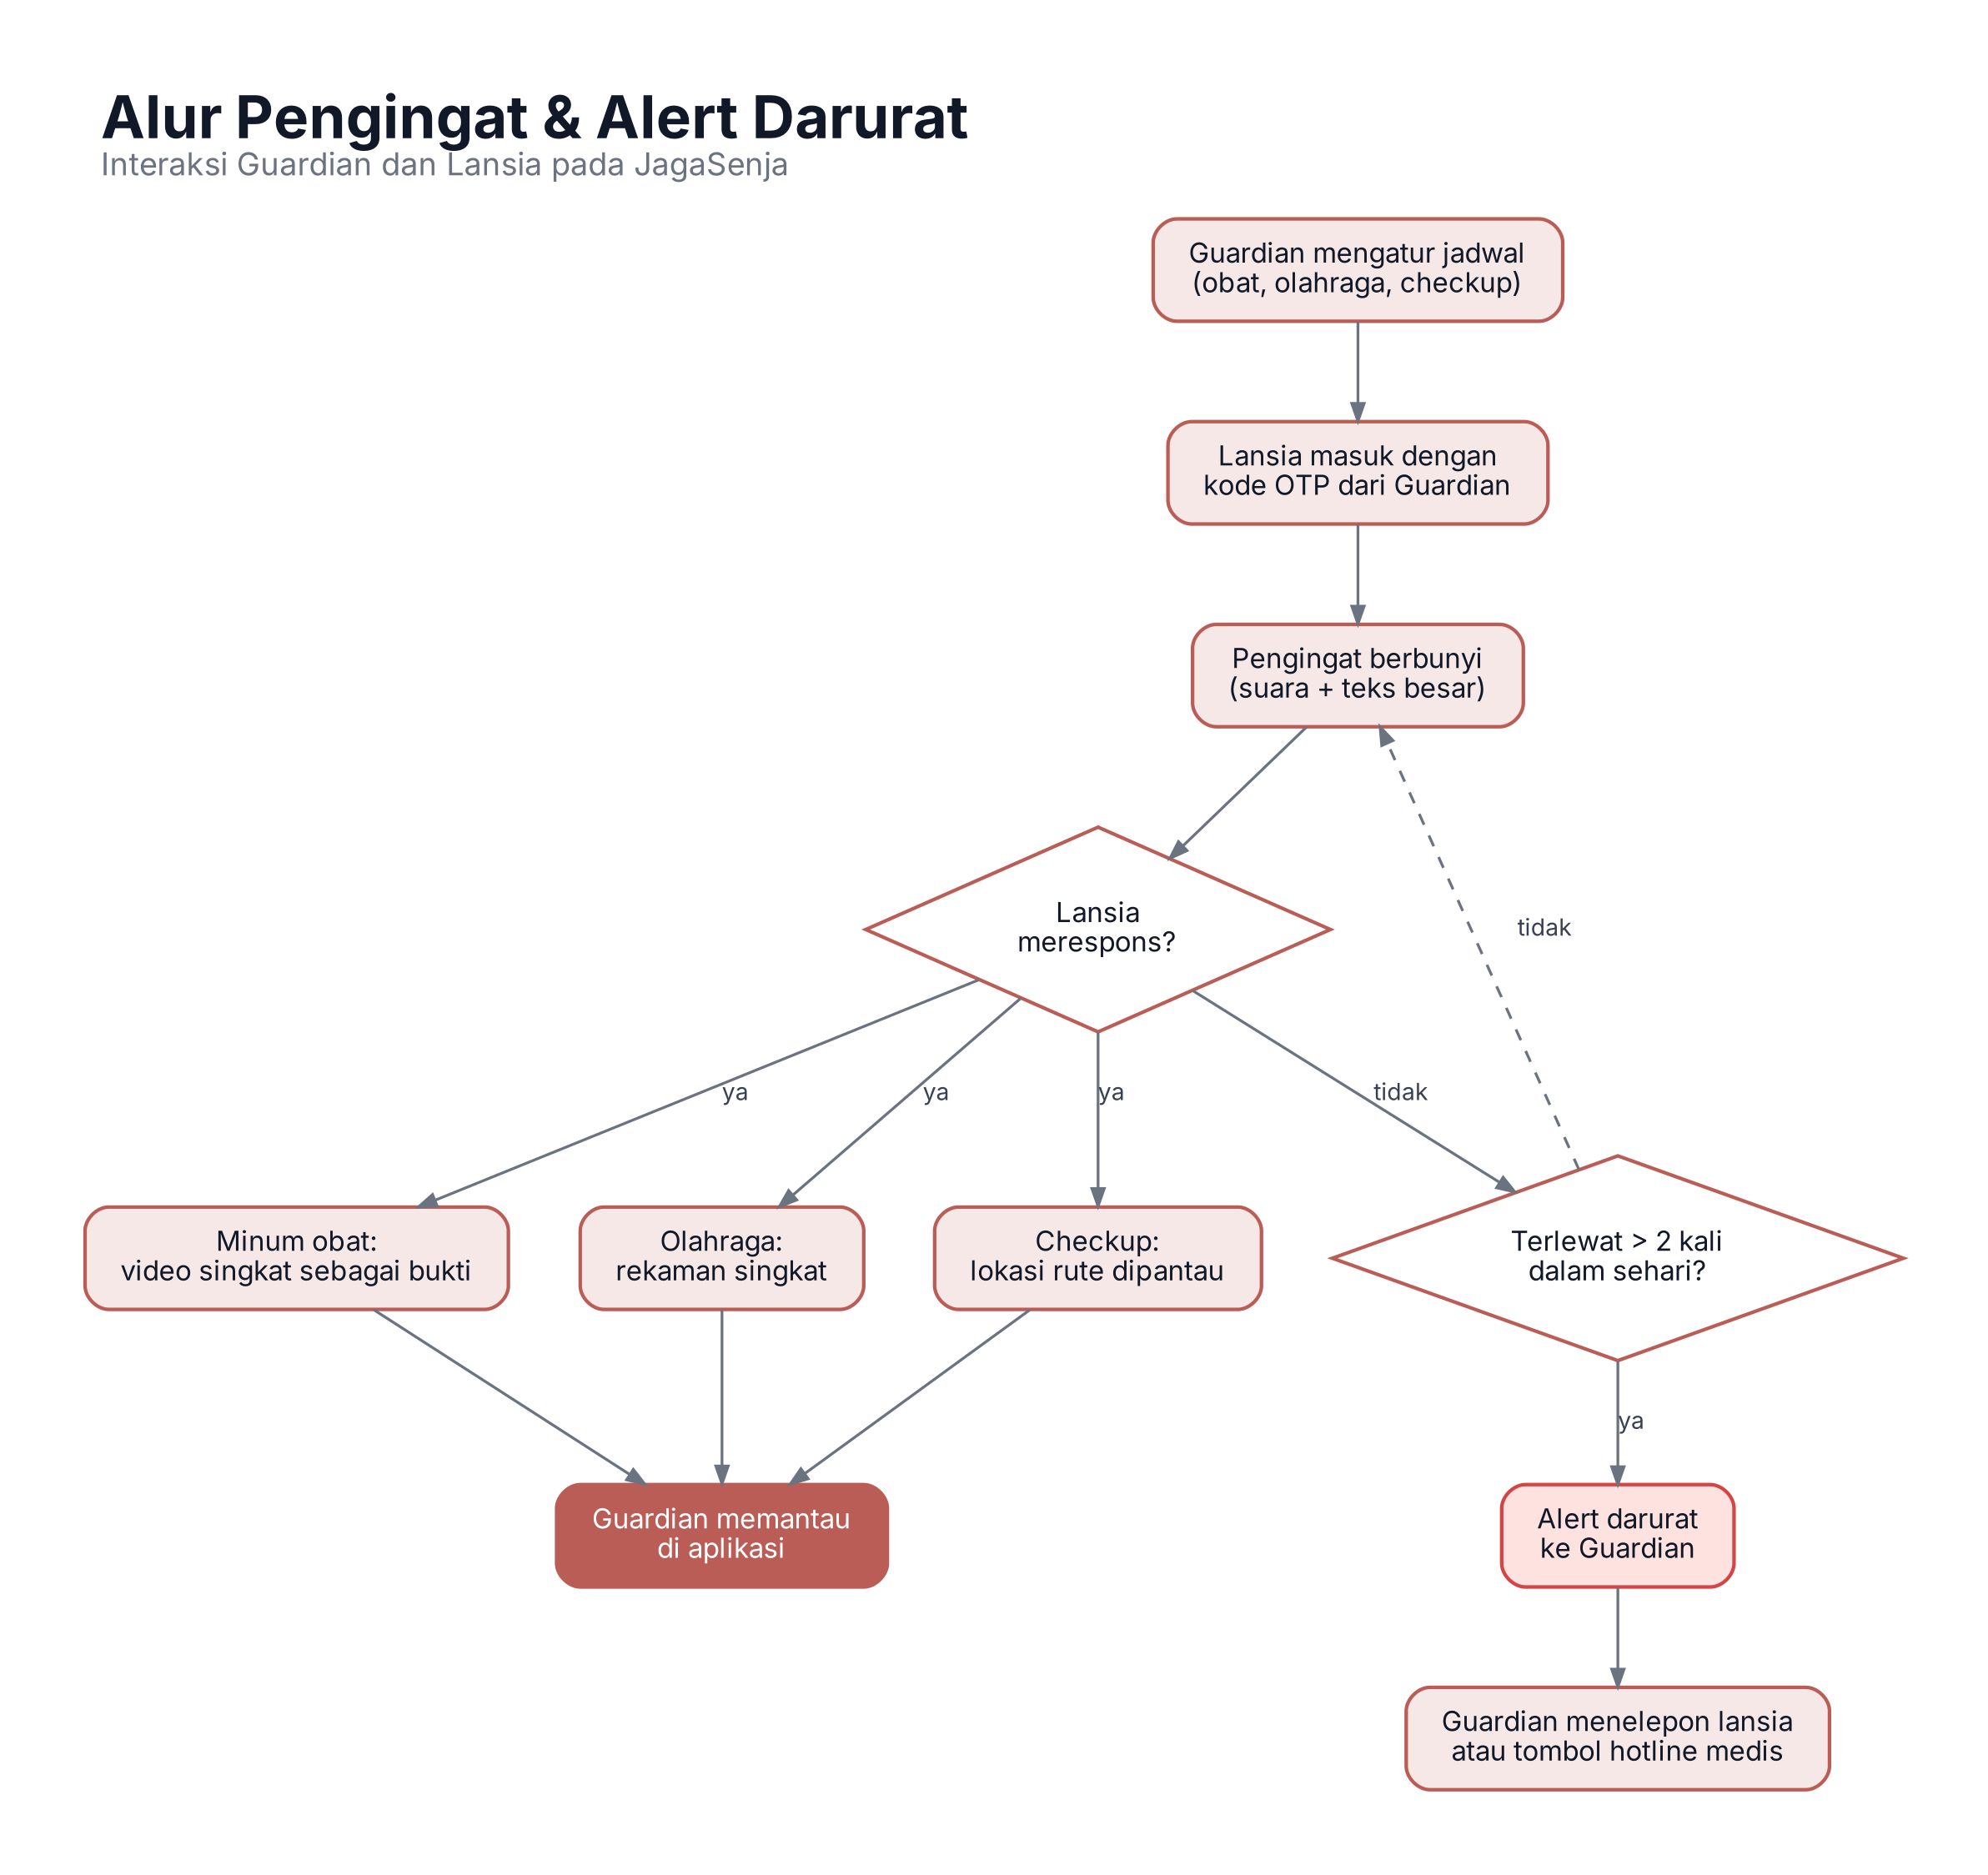 Alur Pengingat & Alert Darurat
Interaksi Guardian dan Lansia pada JagaSenja
Guardian mengatur jadwal
(obat, olahraga, checkup)
Lansia masuk dengan
kode OTP dari Guardian
Pengingat berbunyi
(suara + teks besar)
Lansia
merespons?
tidak
ya
ya
ya
tidak
Minum obat:
video singkat sebagai bukti
Olahraga:
rekaman singkat
Checkup:
lokasi rute dipantau
Terlewat > 2 kali
dalam sehari?
ya
Guardian memantau
di aplikasi
Alert darurat
ke Guardian
Guardian menelepon lansia
atau tombol hotline medis